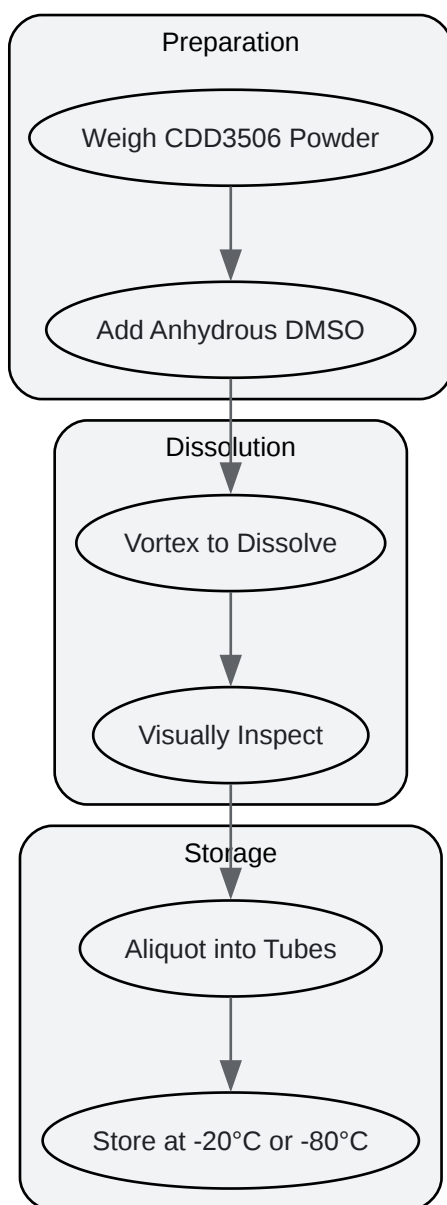 Preparation
Weigh CDD3506 Powder
Add Anhydrous DMSO
Dissolution
Vortex to Dissolve
Visually Inspect
Storage
Aliquot into Tubes
Store at -20°C or -80°C